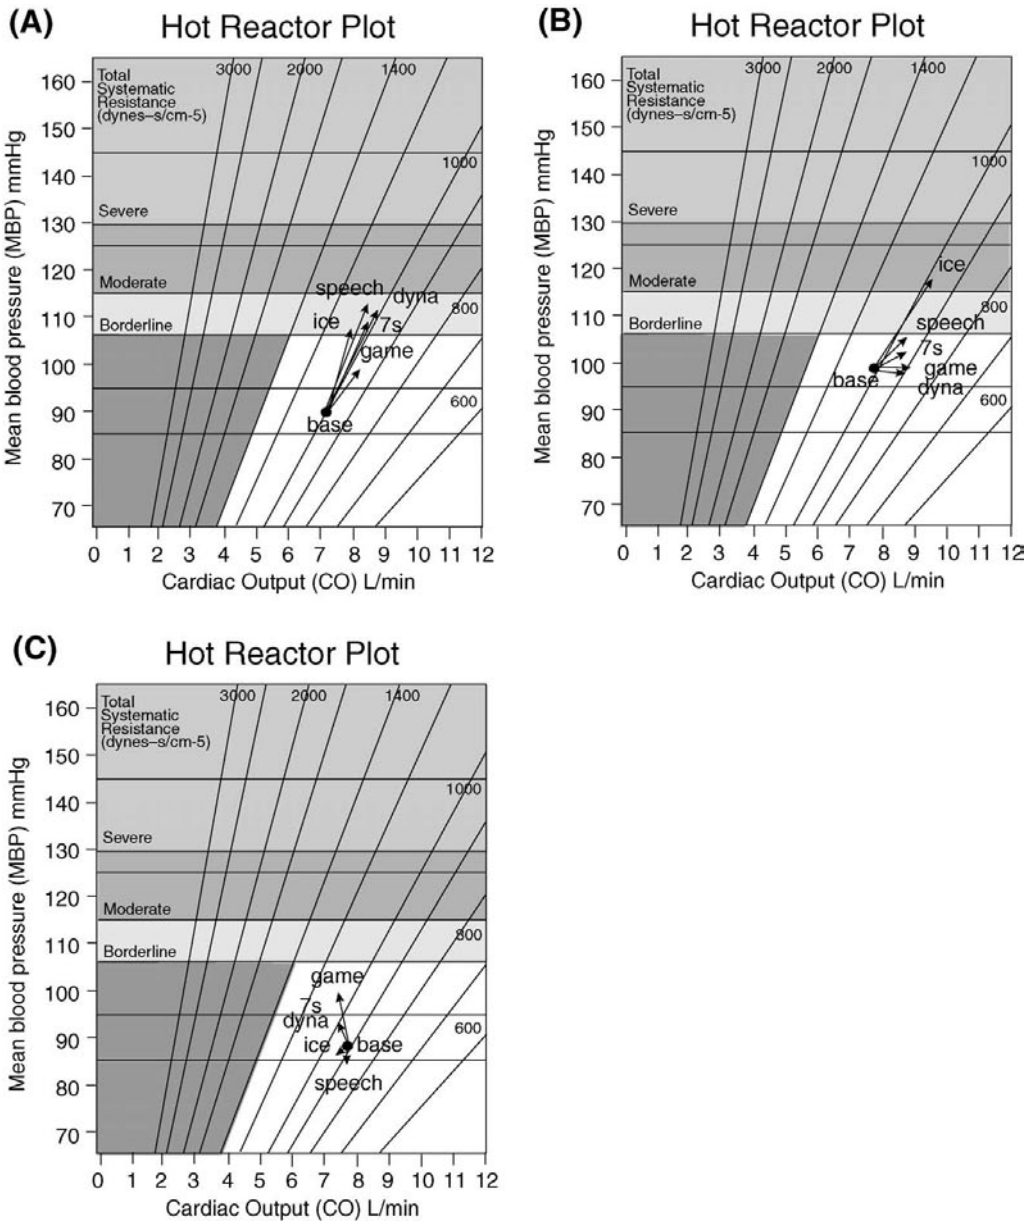 (A)
Hot Reactor Plot
Mean blood pressure (MBP) mmHg
160
150
140
130
120
110
100
90
80
70
Total
Systematic
Resistance
(dynes–s/cm-5)
3000
2000
1400
1000
Severe
Moderate
Borderline
speech
dyna
800
ice
7s
game
600
base
0 1 2 3 4 5 6 7 8 9 10 11 12
Cardiac Output (CO) L/min
(B)
Hot Reactor Plot
Mean blood pressure (MBP) mmHg
160
150
140
130
120
110
100
90
80
70
Total
Systematic
Resistance
(dynes–s/cm-5)
3000
2000
1400
1000
Severe
ice
Moderate
800
Borderline
speech
7s
game
base
dyna
600
0 1 2 3 4 5 6 7 8 9 10 11 12
Cardiac Output (CO) L/min
(C)
Hot Reactor Plot
Mean blood pressure (MBP) mmHg
160
150
140
130
120
110
100
90
80
70
Total
Systematic
Resistance
(dynes–s/cm-5)
3000
2000
1400
1000
Severe
Moderate
800
Borderline
game
7s
dyna
600
ice
base
speech
0 1 2 3 4 5 6 7 8 9 10 11 12
Cardiac Output (CO) L/min